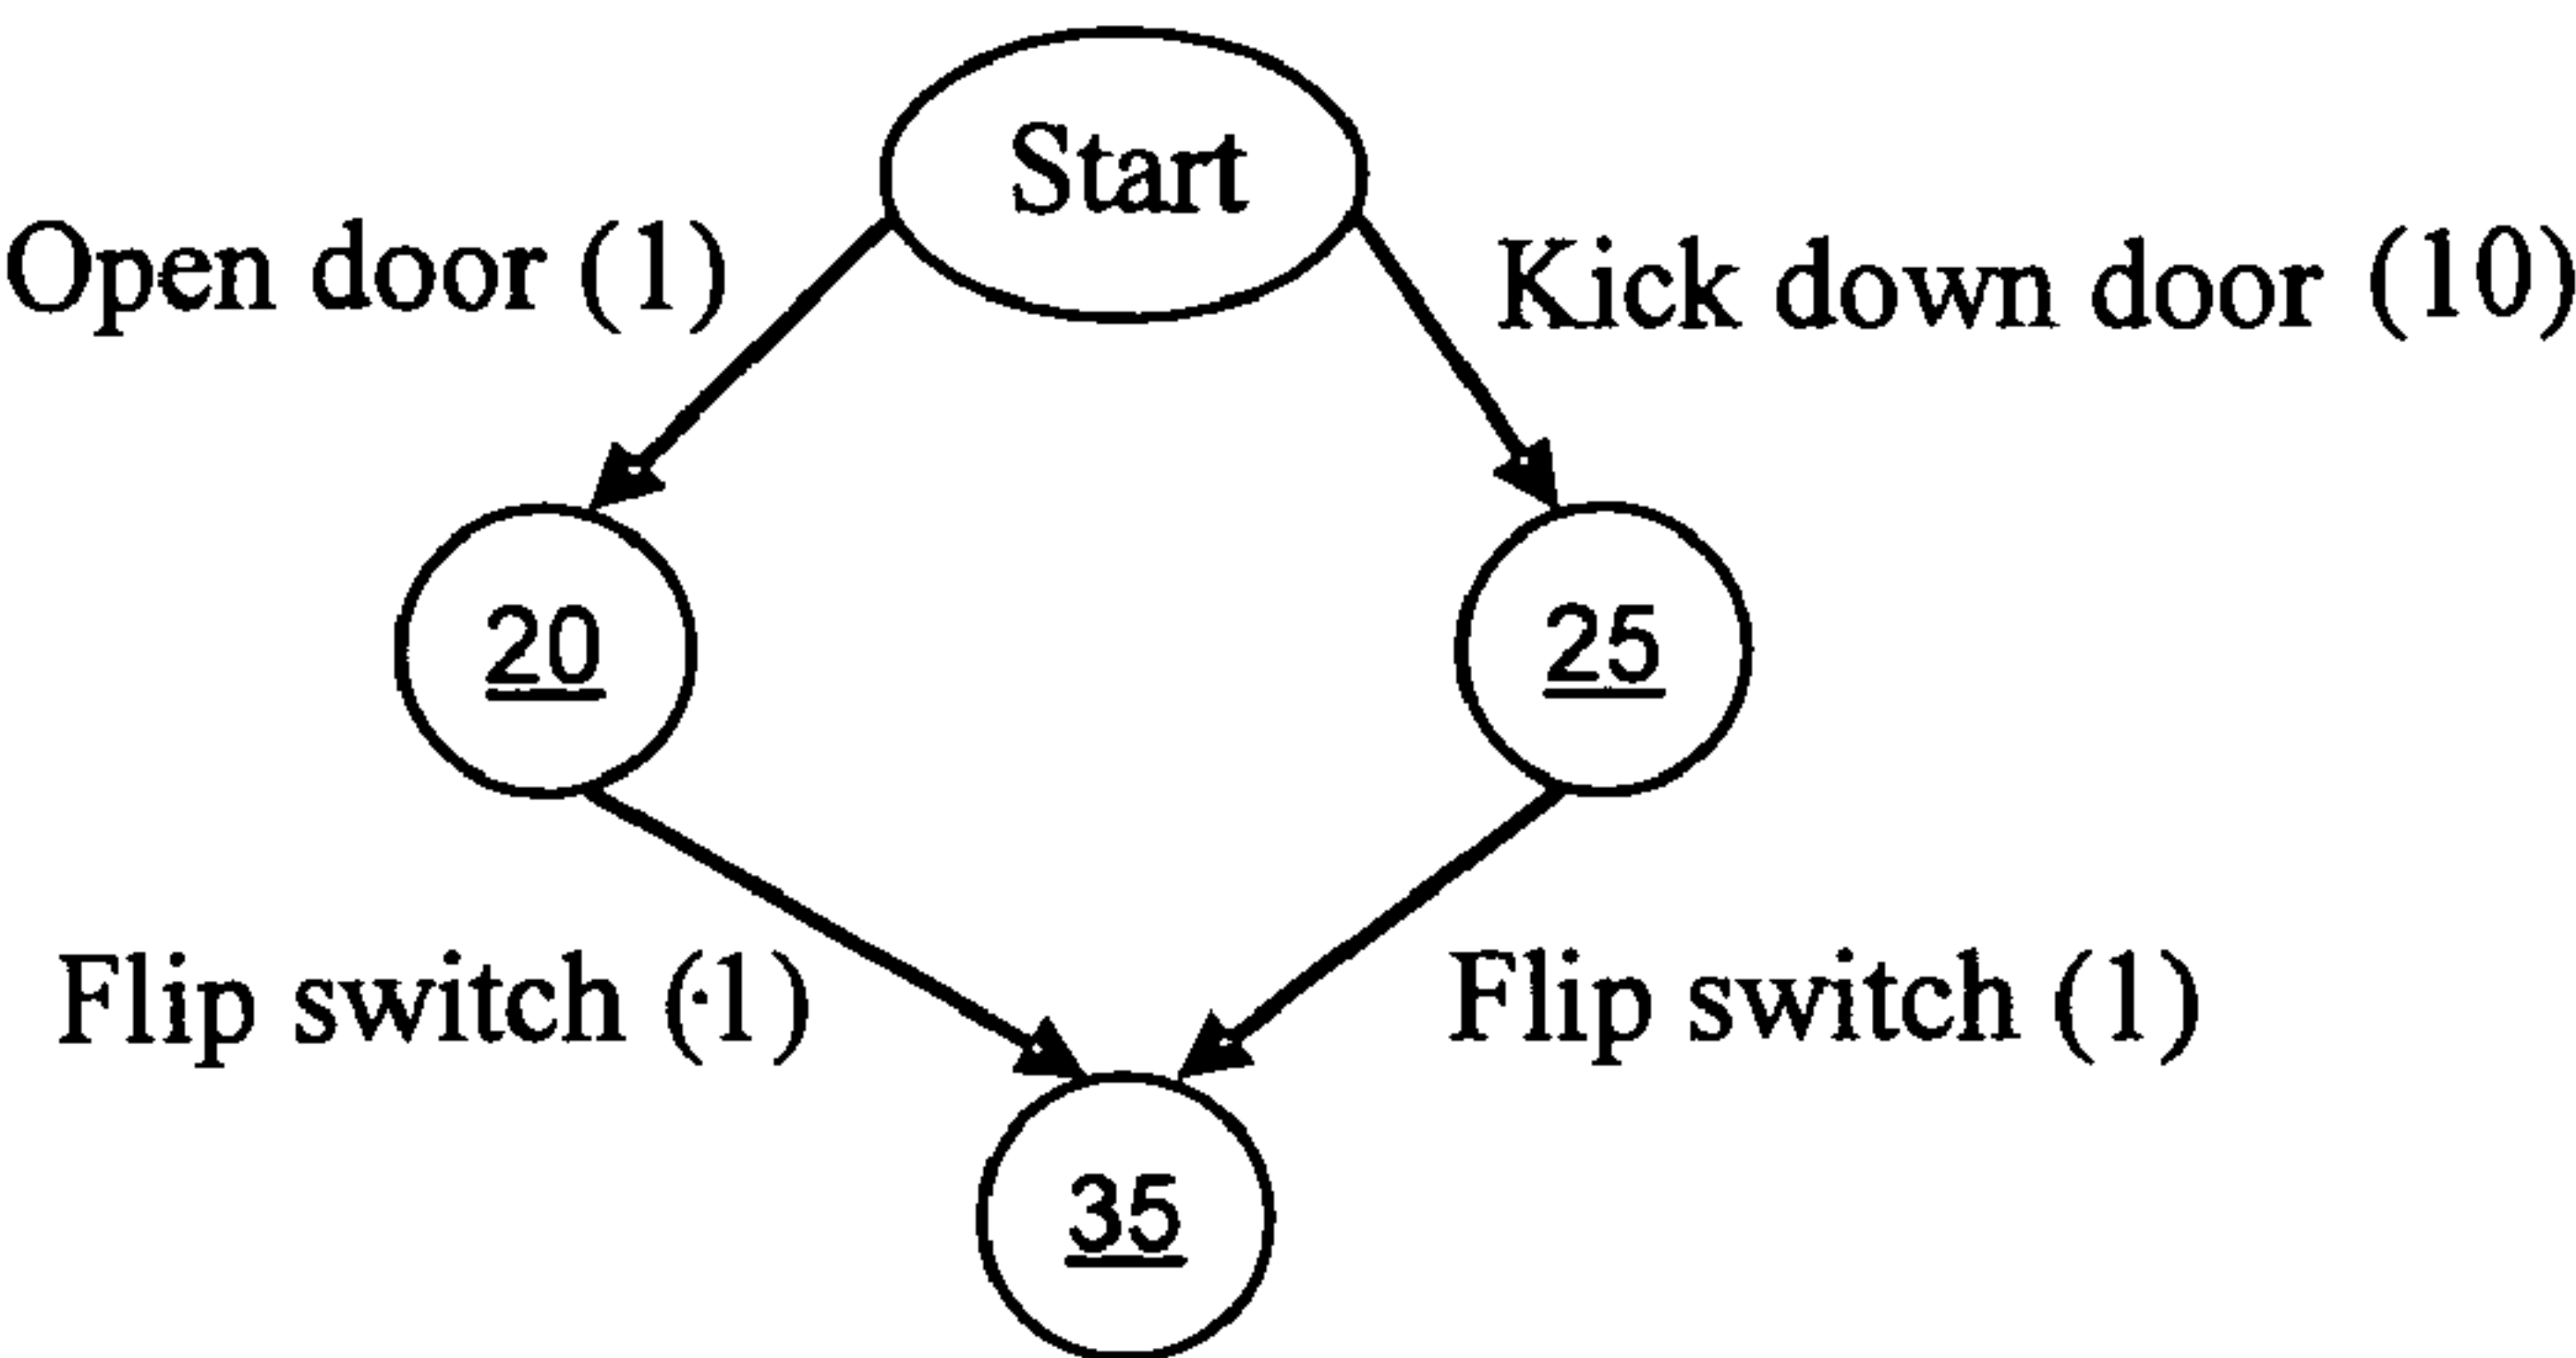 Start
Open door (1)
Kick down door (10)
20
25
Flip switch (1)
Flip switch (1)
35